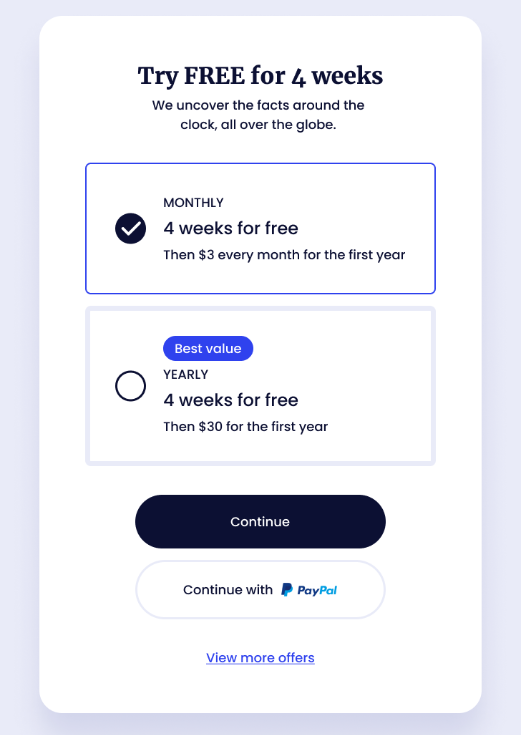 Try FREE for 4 weeks
We uncover the facts around the
clock, all over the globe.
MONTHLY
4 weeks for free
Then $3 every month for the first year
Best value
YEARLY
4 weeks for free
Then $30 for the first year
Continue
Continue with PayPal
View more offers